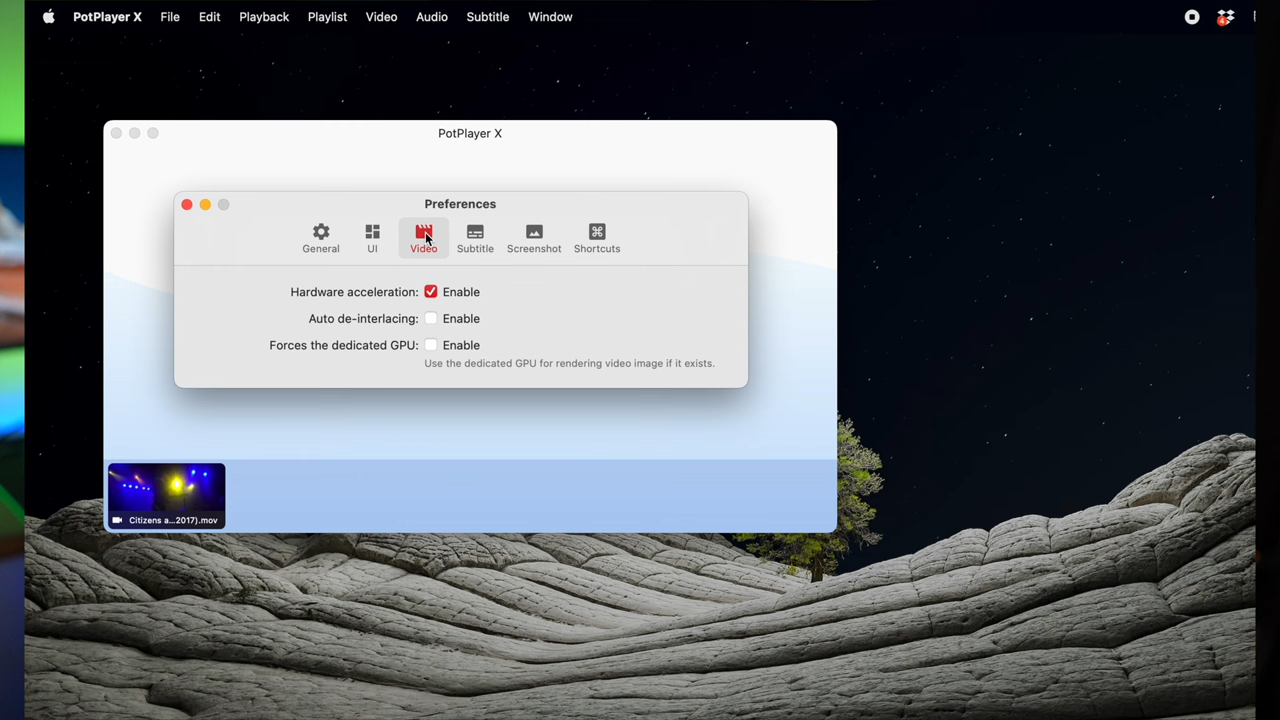 PotPlayer X File Edit Playback Playlist Video Audio Subtitle Window
4
PotPlayer X
Preferences
General UI Video Subtitle Screenshot Shortcuts
Hardware acceleration: Enable
Auto de-interlacing: Enable
Forces the dedicated GPU: Enable
Use the dedicated GPU for rendering video image if it exists.
Citizens a...2017).mov